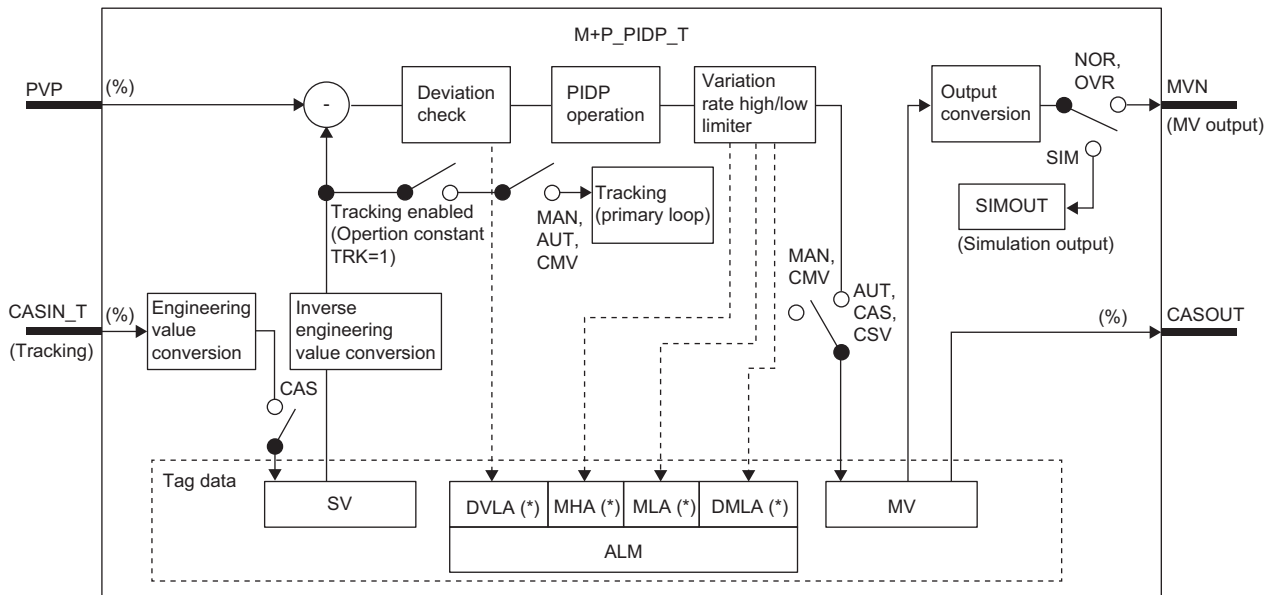 M+P_PIDP_T
PVP
(%)
-
Deviation
check
PIDP
operation
Variation
rate high/low
limiter
Output
conversion
NOR,
OVR
MVN
(MV output)
SIM
SIMOUT
(Simulation output)
Tracking enabled
(Opertion constant
TRK=1)
MAN,
AUT,
CMV
Tracking
(primary loop)
MAN,
CMV
AUT,
CAS,
CSV
CASIN_T
(%)
(Tracking)
Engineering
value
conversion
Inverse
engineering
value conversion
CAS
(%)
CASOUT
Tag data
SV
DVLA (*)
MHA (*)
MLA (*)
DMLA (*)
ALM
MV